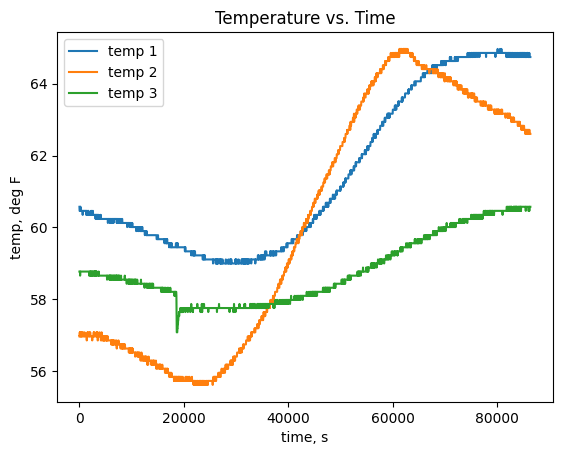 Temperature vs. Time
temp 1
temp 2
temp 3
64
62
60
58
56
temp, deg F
0
20000
40000
60000
80000
time, s